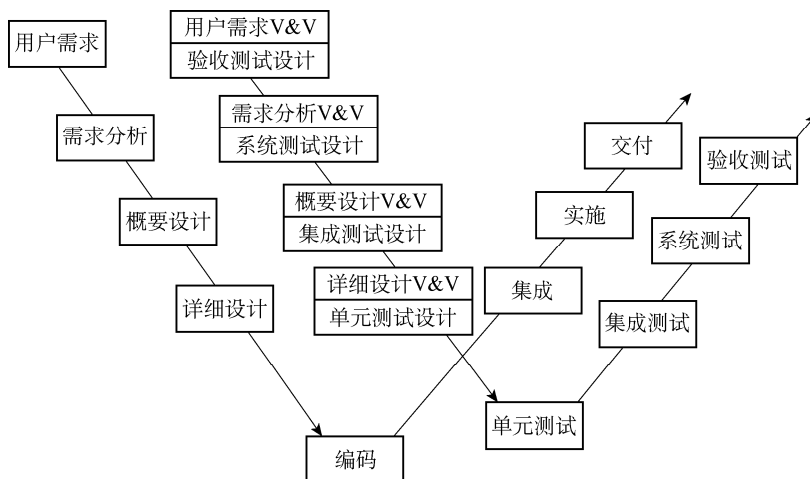 用户需求
用户需求V&V
验收测试设计
需求分析
需求分析V&V
系统测试设计
交付
验收测试
概要设计
概要设计V&V
集成测试设计
实施
系统测试
详细设计
详细设计V&V
单元测试设计
集成
集成测试
编码
单元测试